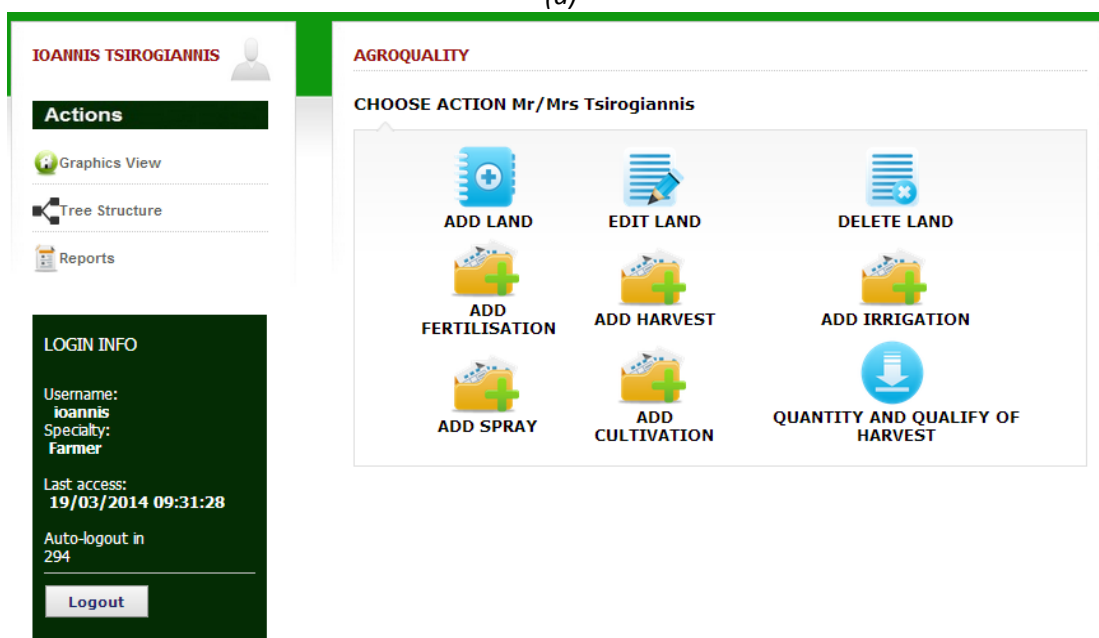 (a)
IOANNIS TSIROGIANNIS
Actions
Graphics View
Tree Structure
Reports
LOGIN INFO
Username:
ioannis
Specialty:
Farmer
Last access:
19/03/2014 09:31:28
Auto-logout in
294
Logout
AGROQUALITY
CHOOSE ACTION Mr/Mrs Tsirogiannis
ADD LAND
EDIT LAND
DELETE LAND
ADD
FERTILISATION
ADD HARVEST
ADD IRRIGATION
ADD SPRAY
ADD
CULTIVATION
QUANTITY AND QUALIFY OF
HARVEST